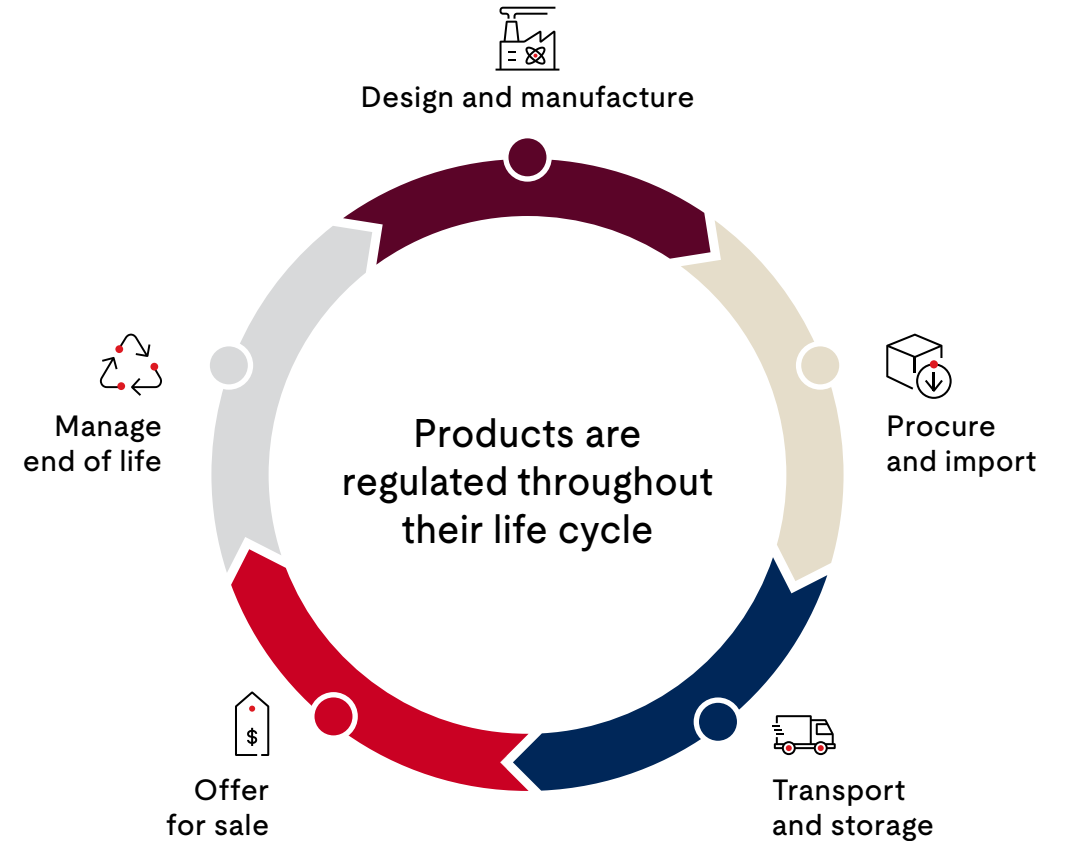 Design and manufacture
Procure
and import
Transport
and storage
$
Offer
for sale
Manage
end of life
Products are
regulated throughout
their life cycle